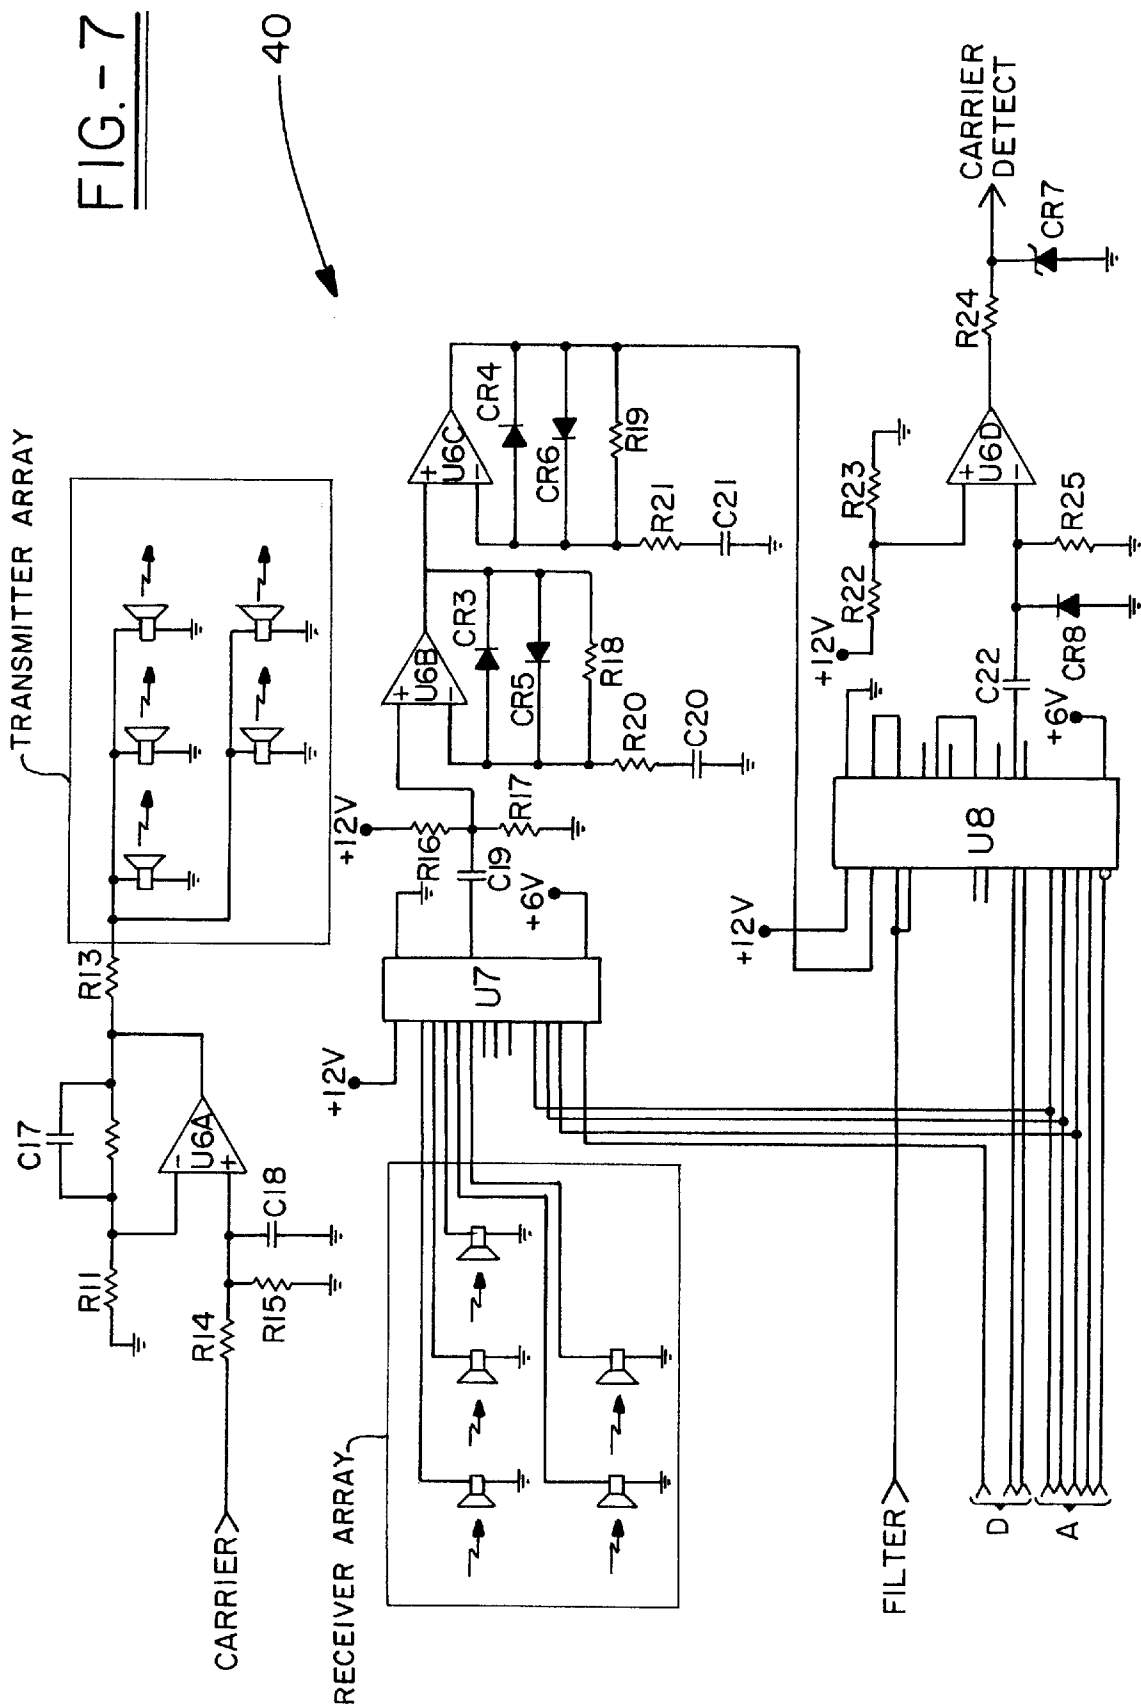 FIG.-7
40
TRANSMITTER ARRAY
C17
R11
R13
-
U6A
+
CARRIER
R14
R15
C18
RECEIVER ARRAY
+12V
U7
+6V
C19
+12V
R16
R17
+
U6B
-
CR3
CR5
R18
R20
C20
+
U6C
-
CR4
CR6
R19
R21
C21
FILTER
D
A
+12V
U8
+6V
C22
CR8
+12V
R22
R23
+
U6D
-
R25
R24
CR7
CARRIER
DETECT